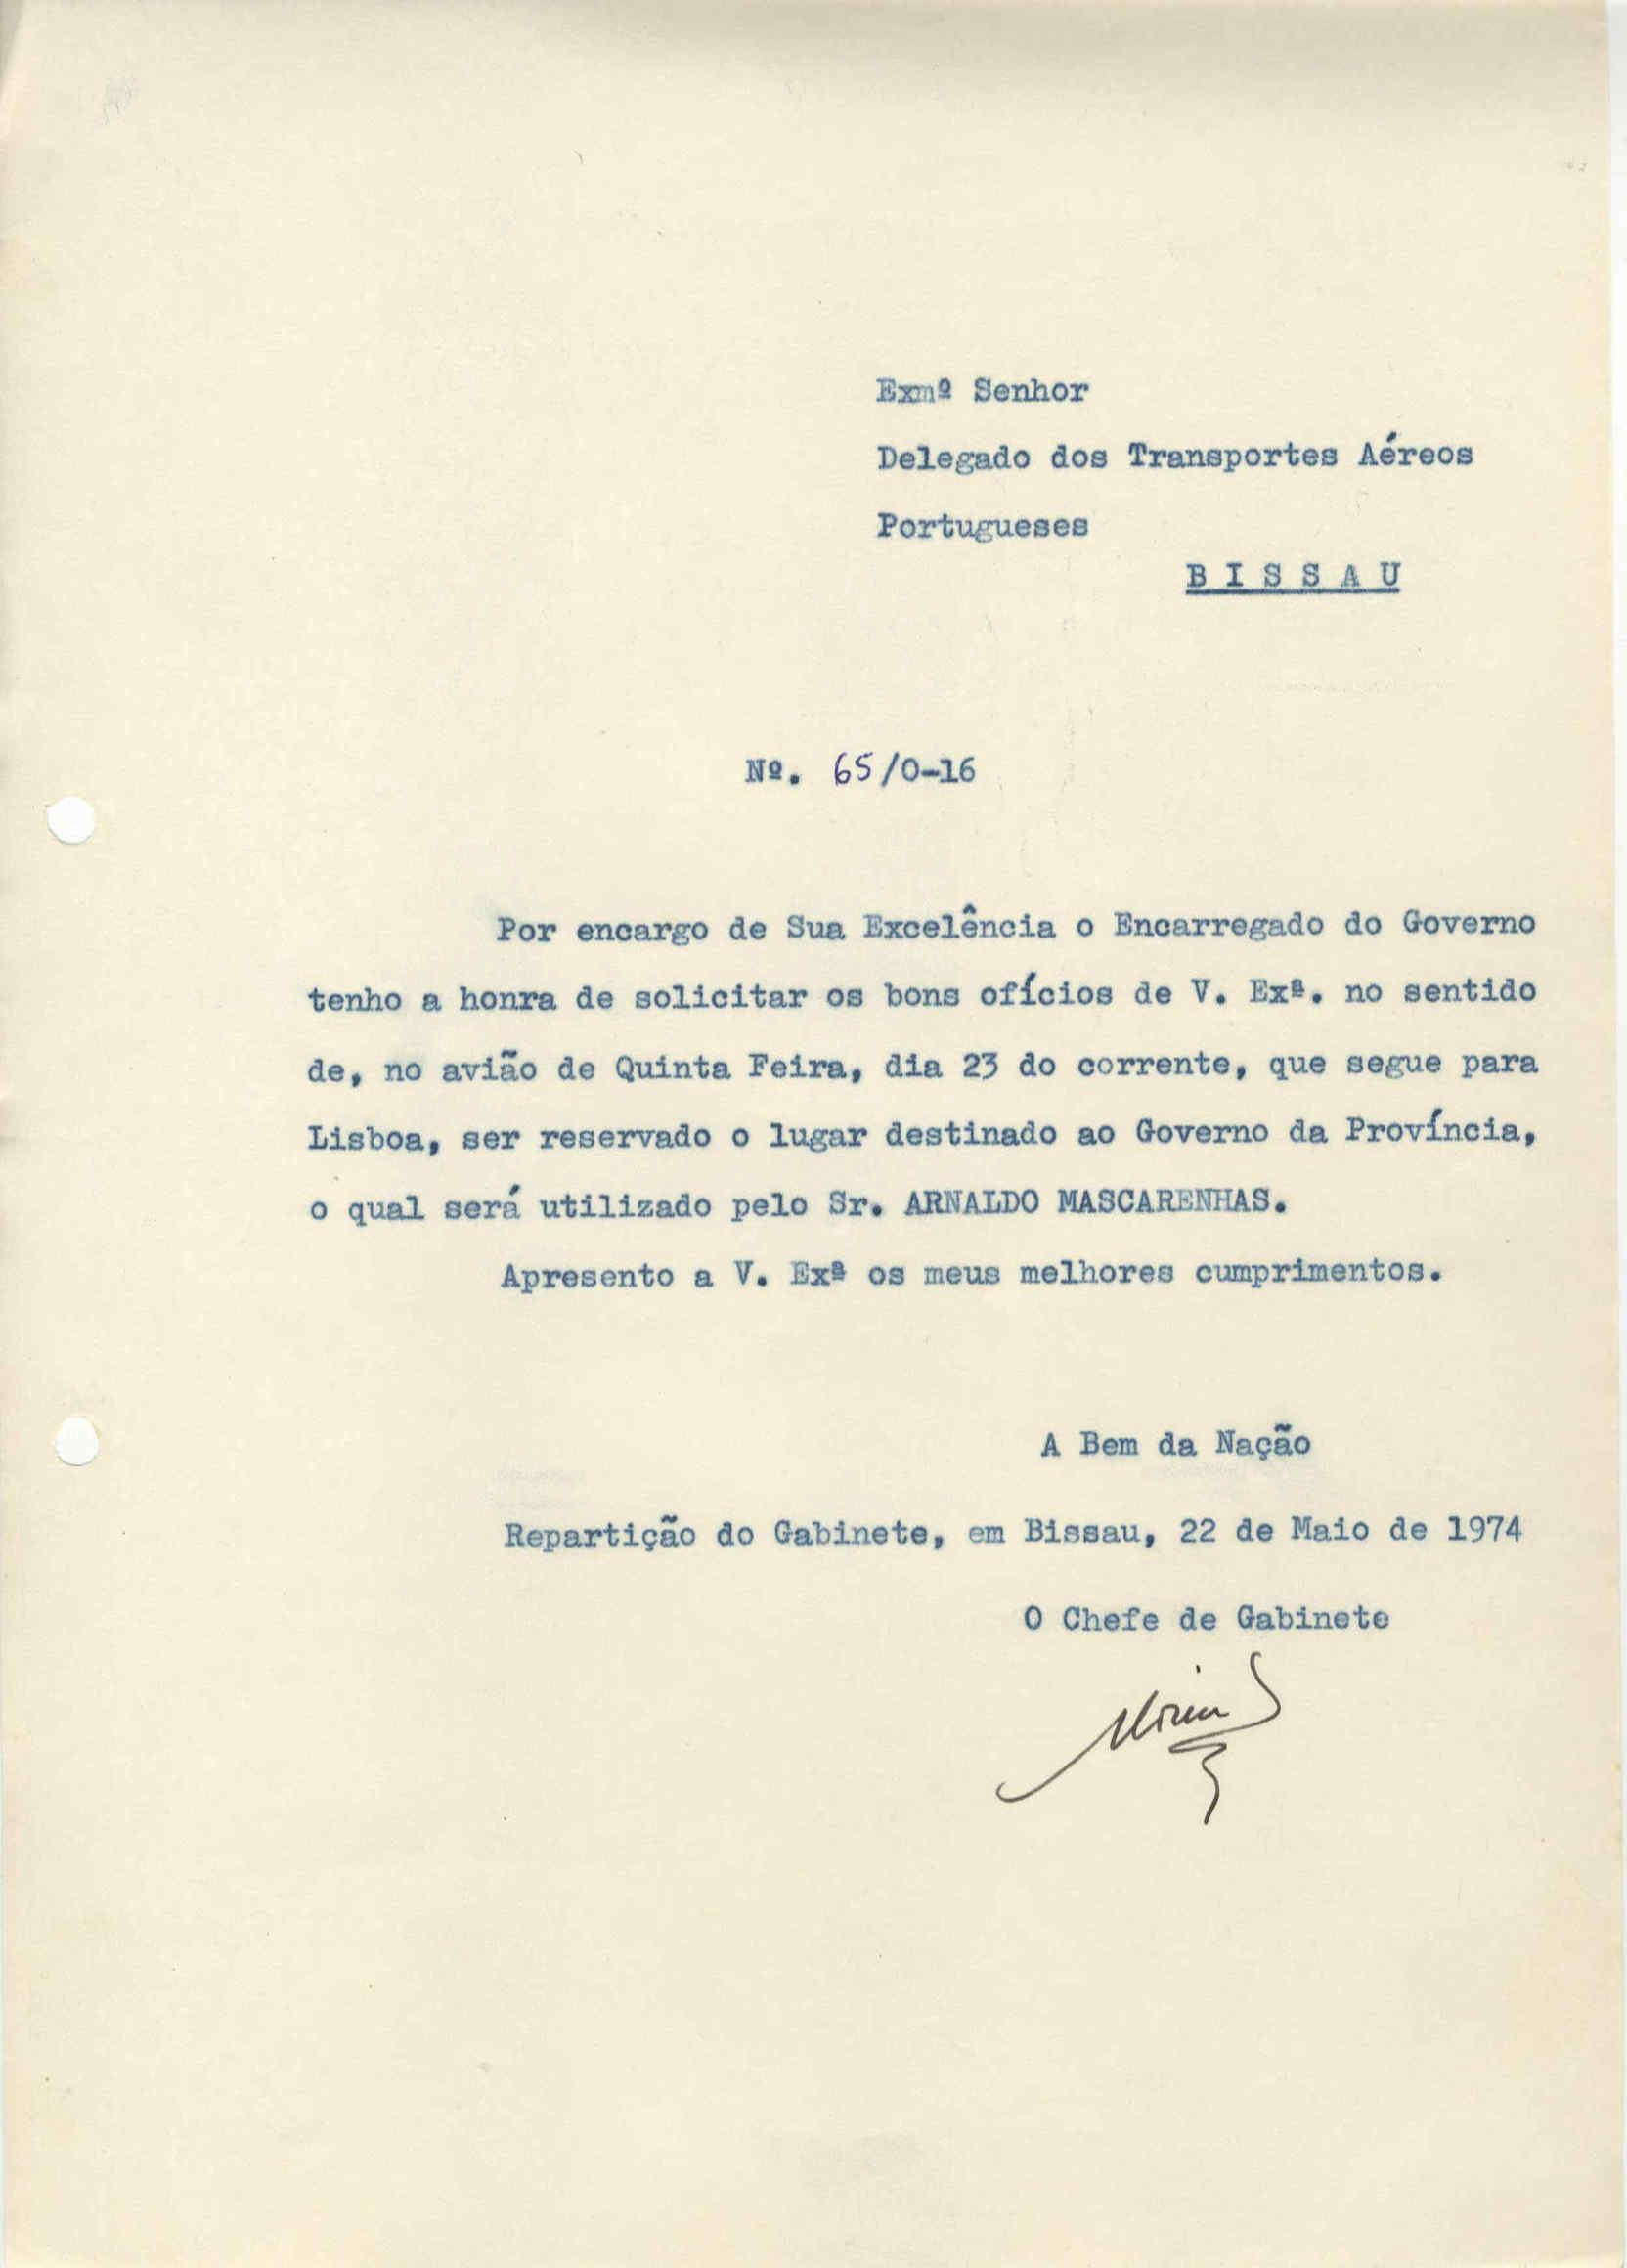 Exmº Senhor
Delegado dos Transportes Aéreos
Portugueses
B I S S A U
Nº. 65/0-16
Por encargo de Sua Excelência o Encarregado do Governo
tenho a honra de solicitar os bons ofícios de V. Exª. no sentido
de, no avião de Quinta Feira, dia 23 do corrente, que segue para
Lisboa, ser reservado o lugar destinado ao Governo da Província,
o qual será utilizado pelo Sr. ARNALDO MASCARENHAS.
Apresento a V. Exª os meus melhores cumprimentos.
A Bem da Nação
Repartição do Gabinete, em Bissau, 22 de Maio de 1974
O Chefe de Gabinete